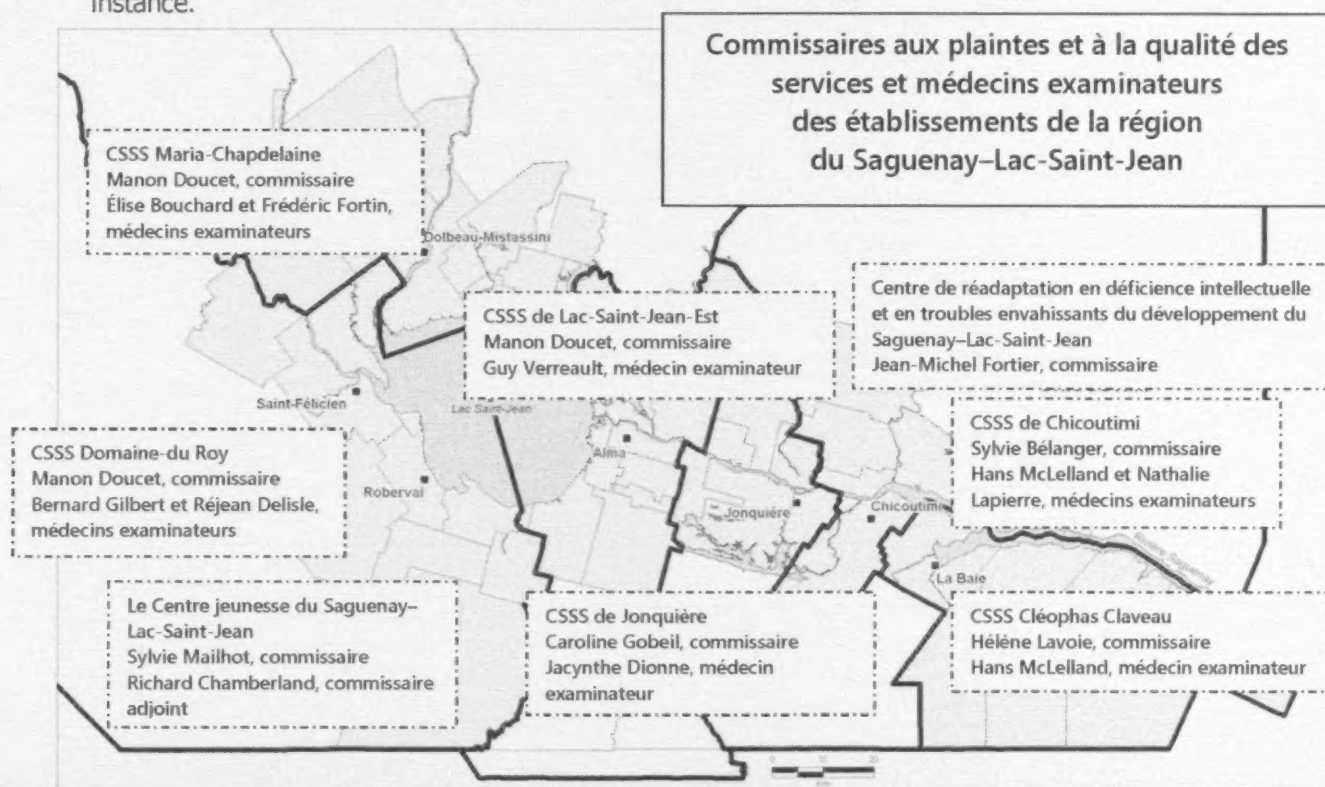 instance.
Commissaires aux plaintes et à la qualité des
services et médecins examinateurs
des établissements de la région
du Saguenay–Lac-Saint-Jean
CSSS Maria-Chapdelaine
Manon Doucet, commissaire
Élise Bouchard et Frédéric Fortin,
médecins examinateurs
Dolbeau-Mistassini
CSSS de Lac-Saint-Jean-Est
Manon Doucet, commissaire
Guy Verreault, médecin examinateur
Centre de réadaptation en déficience intellectuelle
et en troubles envahissants du développement du
Saguenay–Lac-Saint-Jean
Jean-Michel Fortier, commissaire
Saint-Félicien
Lac Saint-Jean
CSSS Domaine-du Roy
Manon Doucet, commissaire
Bernard Gilbert et Réjean Delisle,
médecins examinateurs
Roberval
Alma
Jonquière
Chicoutimi
CSSS de Chicoutimi
Sylvie Bélanger, commissaire
Hans McLelland et Nathalie
Lapierre, médecins examinateurs
Rivière Saguenay
La Baie
Le Centre jeunesse du Saguenay–
Lac-Saint-Jean
Sylvie Mailhot, commissaire
Richard Chamberland, commissaire
adjoint
CSSS de Jonquière
Caroline Gobeil, commissaire
Jacynthe Dionne, médecin
examinateur
CSSS Cléophas Claveau
Hélène Lavoie, commissaire
Hans McLelland, médecin examinateur
0 10 20